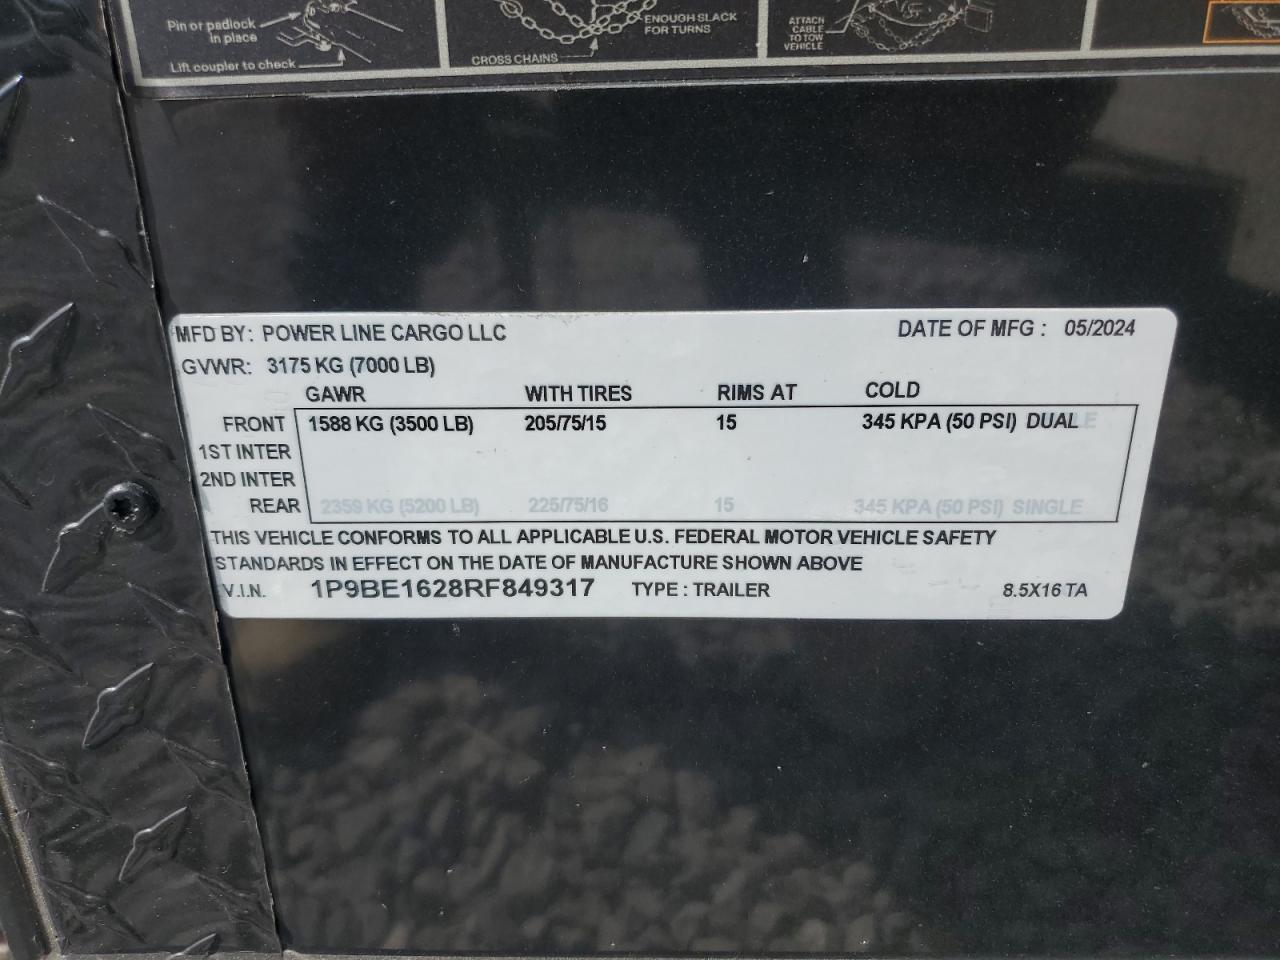 Pin or padlock in place
Lift coupler to check
CROSS CHAINS
ENOUGH SLACK FOR TURNS
ATTACH CABLE TO TOW VEHICLE
MFD BY: POWER LINE CARGO LLC DATE OF MFG : 05/2024
GVWR: 3175 KG (7000 LB)
GAWR WITH TIRES RIMS AT COLD
FRONT 1588 KG (3500 LB) 205/75/15 15 345 KPA (50 PSI) DUAL
1ST INTER
2ND INTER
REAR 2359 KG (5200 LB) 225/75/16 15 345 KPA (50 PSI) SINGLE
THIS VEHICLE CONFORMS TO ALL APPLICABLE U.S. FEDERAL MOTOR VEHICLE SAFETY
STANDARDS IN EFFECT ON THE DATE OF MANUFACTURE SHOWN ABOVE
V.I.N. 1P9BE1628RF849317 TYPE : TRAILER 8.5X16 TA